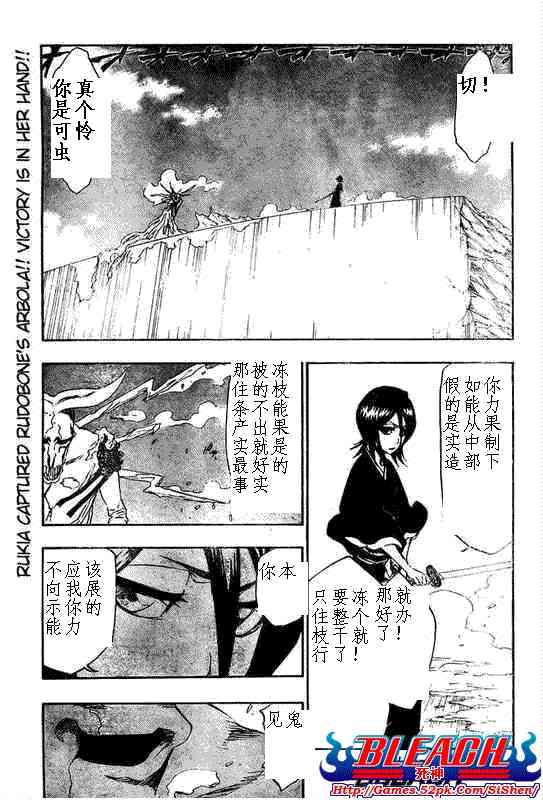 RUKIA CAPTURED RUDOBONE'S ARBOLA!! VICTORY IS IN HER HAND!!
切!
你真
是个
可怜
虫
假如你
的能力
是从果
实中制
造部下
那就
好办
了!!
只要冻
住整个
枝干就
行了!
那被冻
住的枝
条不能
产出果
实就是
最好的
事实
你本
不应该
向我展
示你的
能力
见鬼
BLEACH
死神
Http://Games.52pk.com/SiShen/